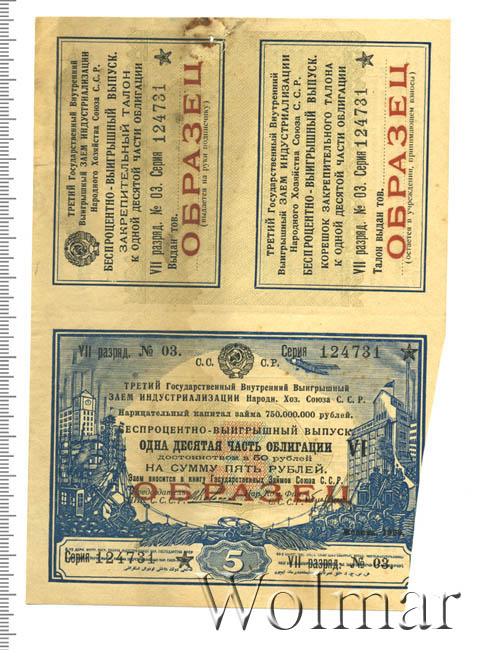 ТРЕТИЙ Государственный Внутренний
Выигрышный ЗАЕМ ИНДУСТРИАЛИЗАЦИИ
Народного Хозяйства Союза С.С.Р.
БЕСПРОЦЕНТНО-ВЫИГРЫШНЫЙ ВЫПУСК.
ЗАКРЕПИТЕЛЬНЫЙ ТАЛОН
К ОДНОЙ ДЕСЯТОЙ ЧАСТИ ОБЛИГАЦИИ
VII разряд. № 03. Серия 124731
Выдан тов.
ОБРАЗЕЦ
(выдается на руки подписчику)
ТРЕТИЙ Государственный Внутренний
Выигрышный ЗАЕМ ИНДУСТРИАЛИЗАЦИИ
Народного Хозяйства Союза С.С.Р.
БЕСПРОЦЕНТНО-ВЫИГРЫШНЫЙ ВЫПУСК.
КОРЕШОК ЗАКРЕПИТЕЛЬНОГО ТАЛОНА
К ОДНОЙ ДЕСЯТОЙ ЧАСТИ ОБЛИГАЦИИ
VII разряд. № 03. Серия 124731
Талон выдан тов.
ОБРАЗЕЦ
(остается в учреждении, принимающем взносы)
VII разряд. № 03. Серия 124731
С.С. С.Р.
ТРЕТИЙ Государственный Внутренний Выигрышный
ЗАЕМ ИНДУСТРИАЛИЗАЦИИ Народн. Хоз. Союза С.С.Р.
Нарицательный капитал займа 750.000.000 рублей.
БЕСПРОЦЕНТНО-ВЫИГРЫШНЫЙ ВЫПУСК
ОДНА ДЕСЯТАЯ ЧАСТЬ ОБЛИГАЦИИ
достоинством в 50 рублей
НА СУММУ ПЯТЬ РУБЛЕЙ.
Заем вносится в книгу Государственных Займов Союза С.С.Р.
ОБРАЗЕЦ
5
Серия 124731 VII разряд. № 03.
Wolmar